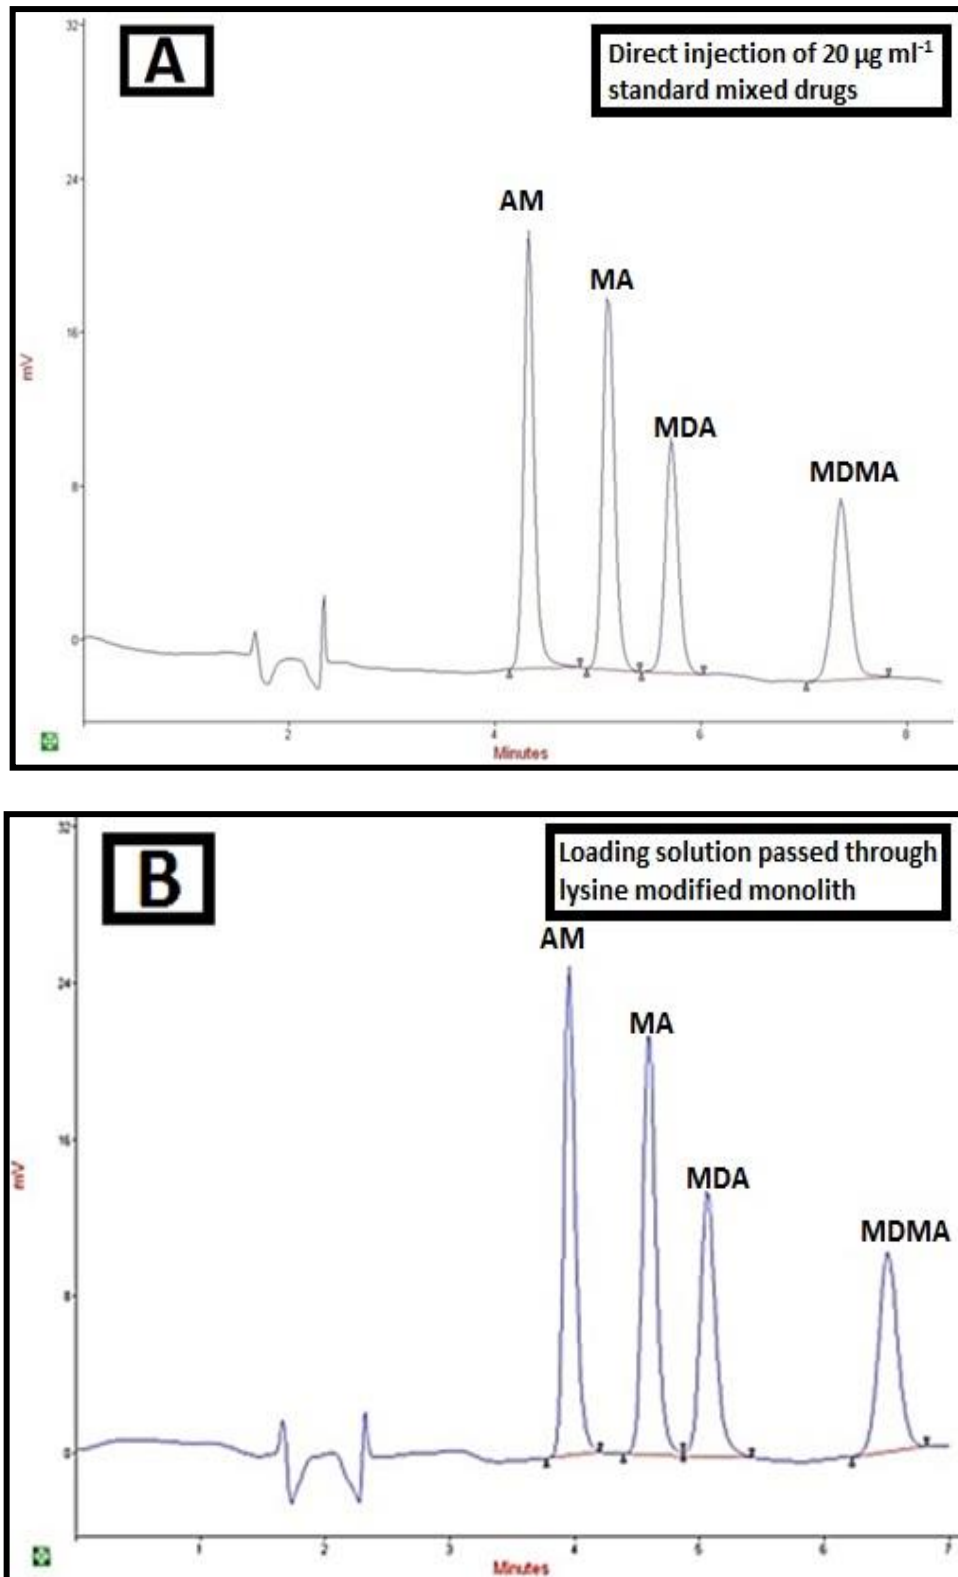 32
A
Direct injection of 20 µg ml⁻¹
standard mixed drugs
24
AM
MA
16
mV
MDA
MDMA
8
0
2 4 6 8
Minutes
32
B
Loading solution passed through
lysine modified monolith
AM
24
MA
16
mV
MDA
MDMA
8
0
1 2 3 4 5 6 7
Minutes